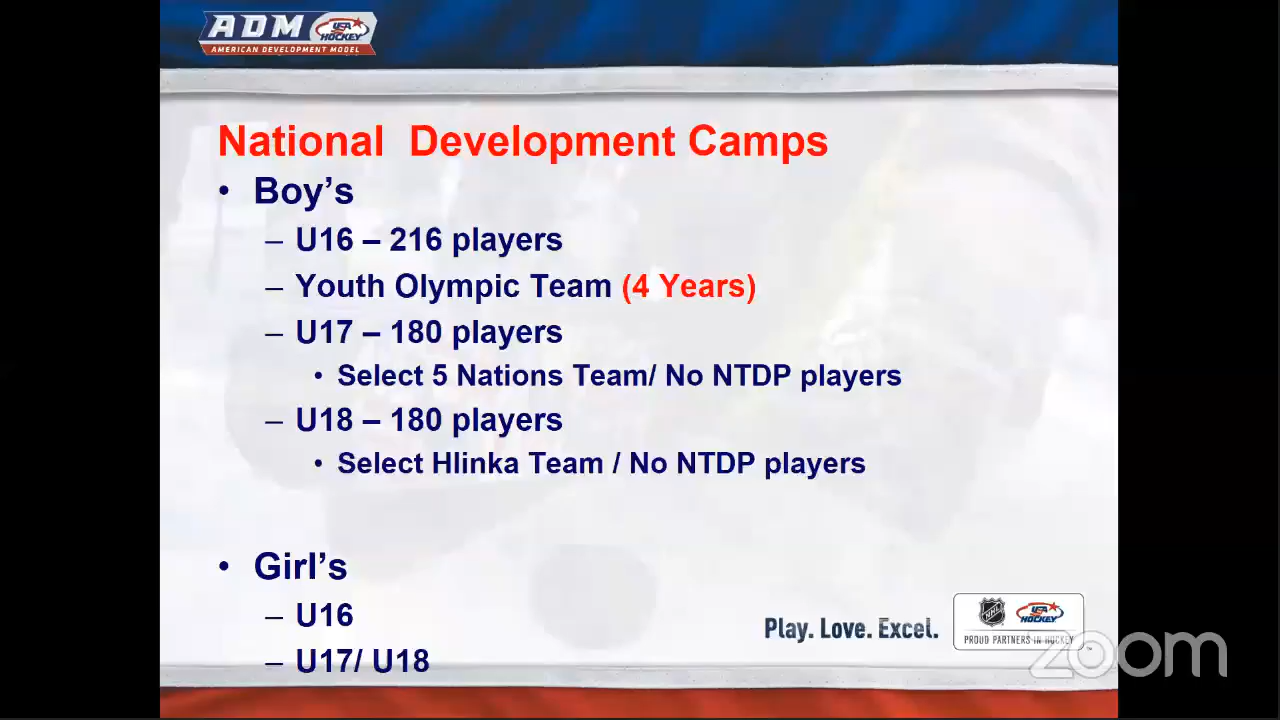 ADM USA HOCKEY
AMERICAN DEVELOPMENT MODEL
National Development Camps
• Boy’s
– U16 – 216 players
– Youth Olympic Team (4 Years)
– U17 – 180 players
• Select 5 Nations Team/ No NTDP players
– U18 – 180 players
• Select Hlinka Team / No NTDP players
• Girl’s
– U16
– U17/ U18
Play. Love. Excel.
NHL USA HOCKEY
PROUD PARTNERS IN HOCKEY
zoom